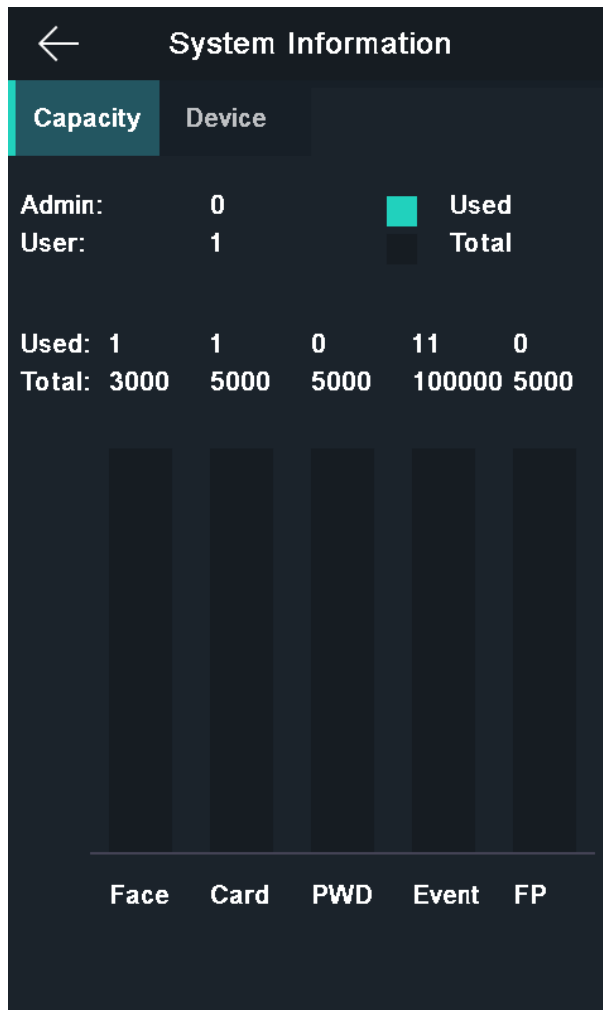 System Information
Capacity Device
Admin: 0 Used
User: 1 Total
Used: 1 1 0 11 0
Total: 3000 5000 5000 100000 5000
Face Card PWD Event FP